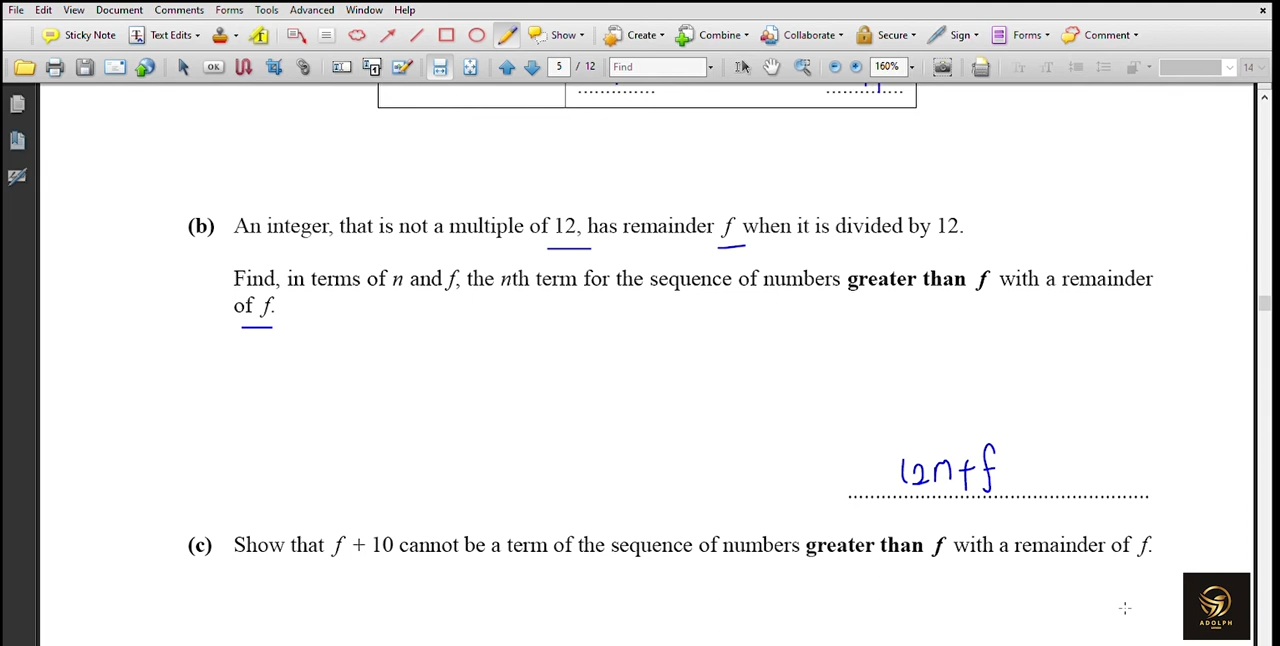 File Edit View Document Comments Forms Tools Advanced Window Help
Sticky Note Text Edits Show Create Combine Collaborate Secure Sign Forms Comment
OK 5 / 12 Find 160% 14
(b) An integer, that is not a multiple of 12, has remainder f when it is divided by 12.
Find, in terms of n and f, the nth term for the sequence of numbers greater than f with a remainder
of f.
12n+f
(c) Show that f + 10 cannot be a term of the sequence of numbers greater than f with a remainder of f.
ADOLPH